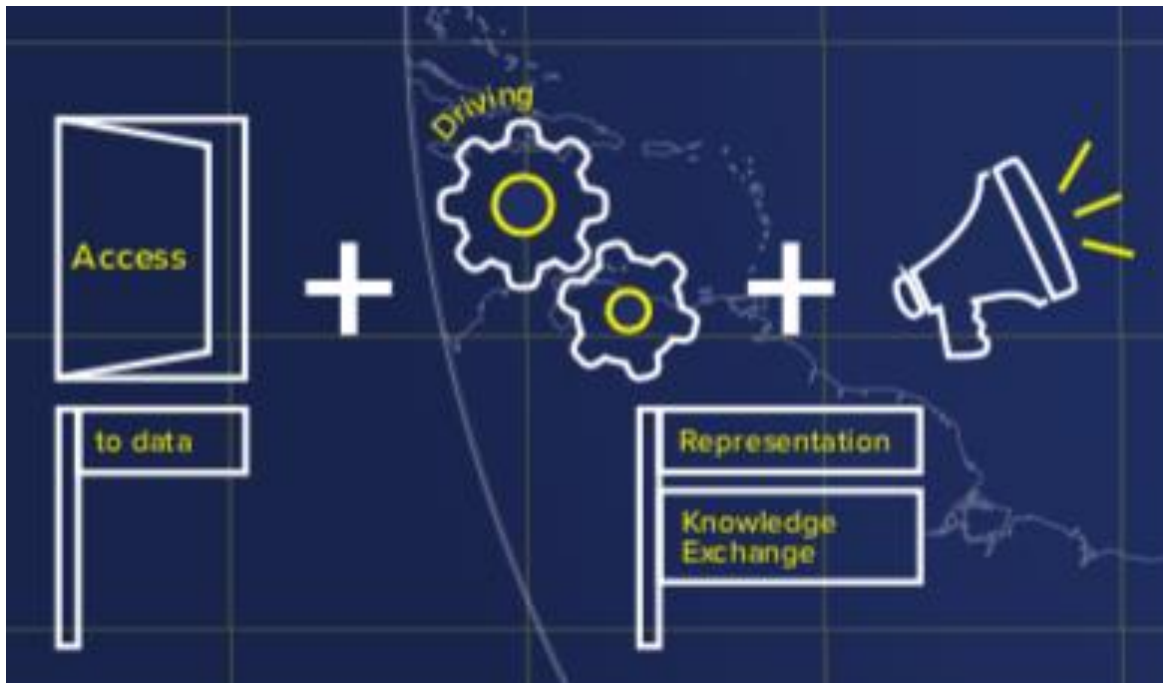 Driving
Access
to data
Representation
Knowledge
Exchange